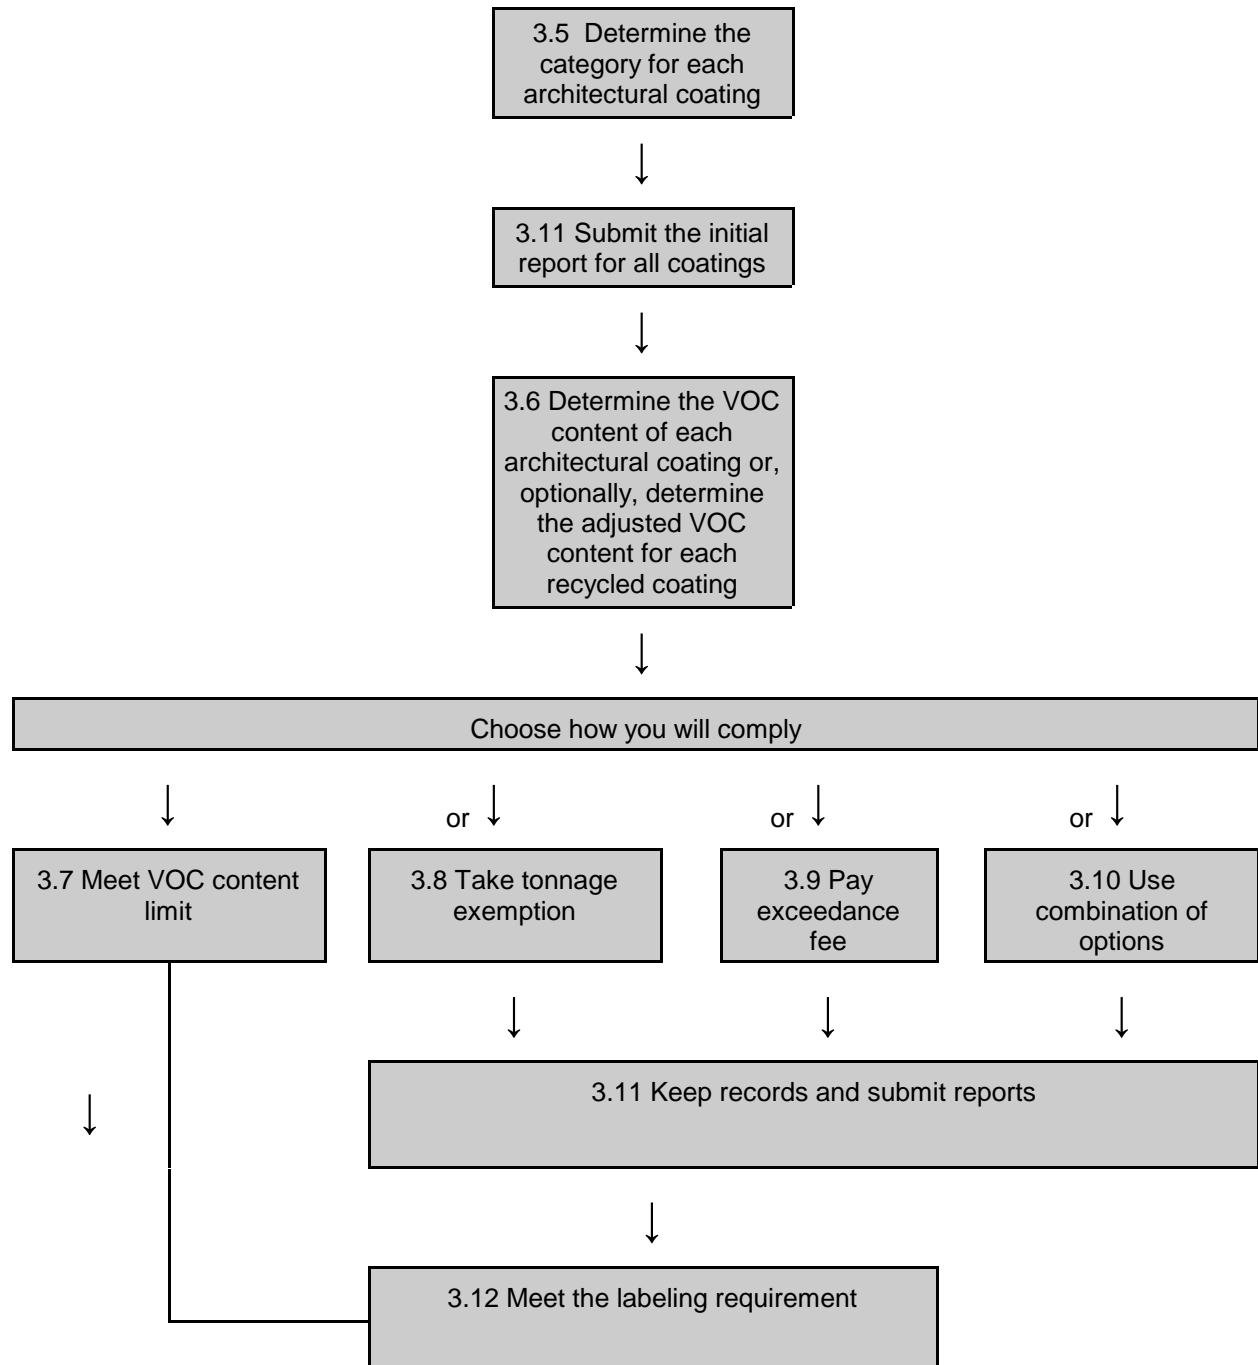 3.5 Determine the
category for each
architectural coating
↓
3.11 Submit the initial
report for all coatings
↓
3.6 Determine the VOC
content of each
architectural coating or,
optionally, determine
the adjusted VOC
content for each
recycled coating
↓
Choose how you will comply
↓ or ↓ or ↓ or ↓
3.7 Meet VOC content
limit
3.8 Take tonnage
exemption
3.9 Pay
exceedance
fee
3.10 Use
combination of
options
↓ ↓ ↓
3.11 Keep records and submit reports
↓
↓
3.12 Meet the labeling requirement